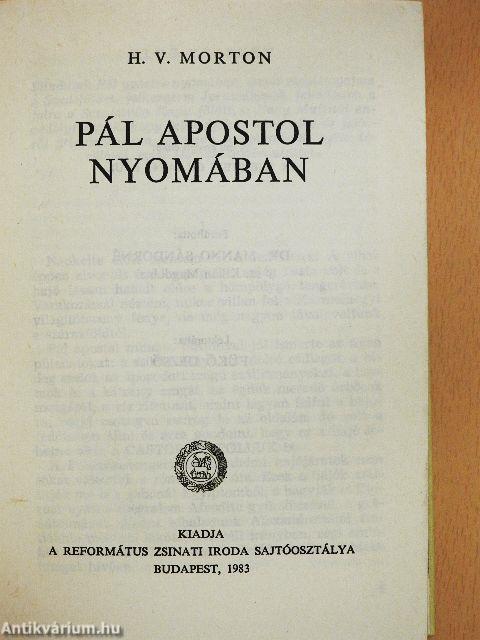 H. V. MORTON
PÁL APOSTOL
NYOMÁBAN
KIADJA
A REFORMÁTUS ZSINATI IRODA SAJTÓOSZTÁLYA
BUDAPEST, 1983
Antikvárium.hu